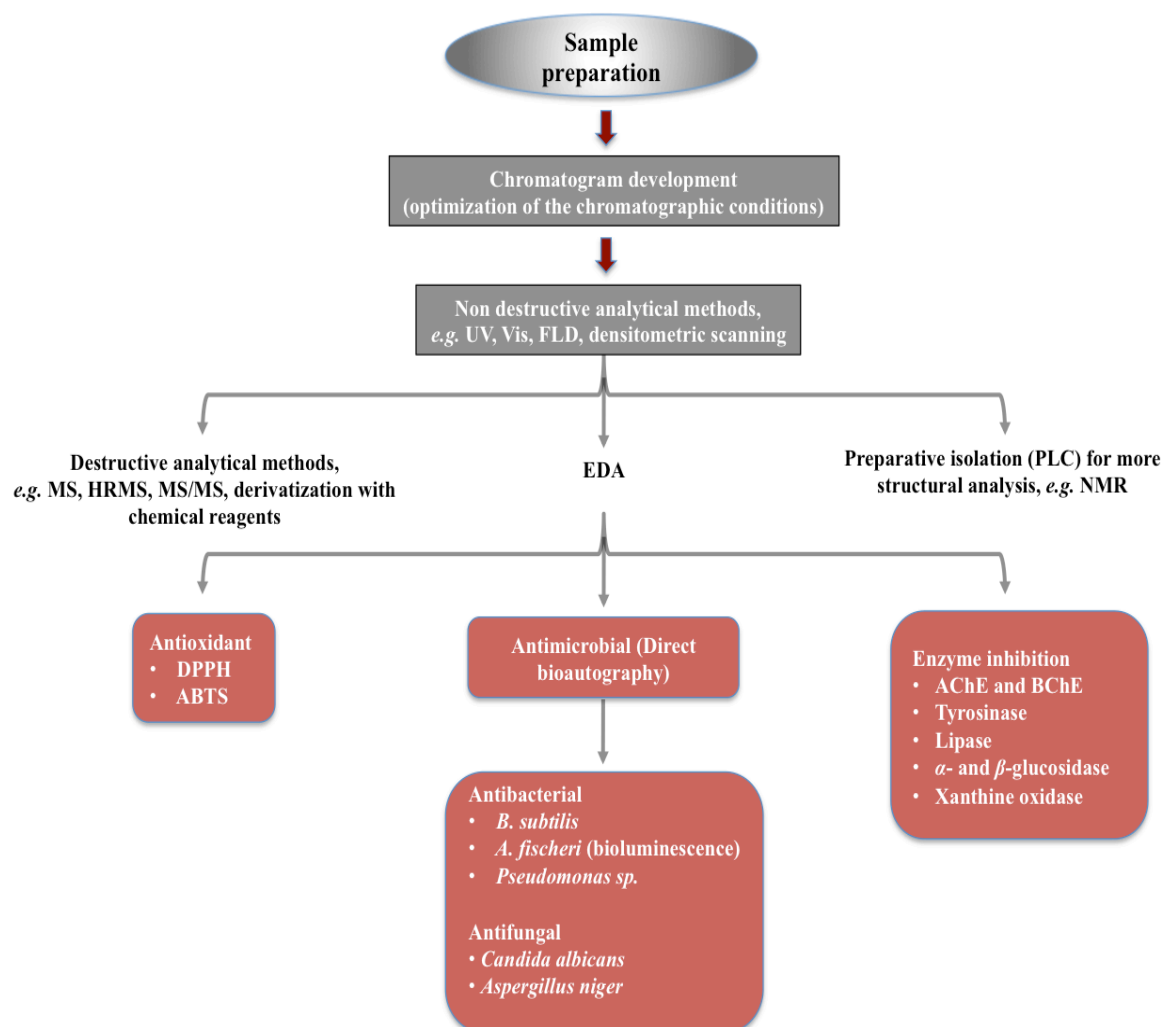 Sample
preparation
Chromatogram development
(optimization of the chromatographic conditions)
Non destructive analytical methods,
e.g. UV, Vis, FLD, densitometric scanning
Destructive analytical methods,
e.g. MS, HRMS, MS/MS, derivatization with
chemical reagents
EDA
Preparative isolation (PLC) for more
structural analysis, e.g. NMR
Antioxidant
• DPPH
• ABTS
Antimicrobial (Direct
bioautography)
Antibacterial
• B. subtilis
• A. fischeri (bioluminescence)
• Pseudomonas sp.
Antifungal
• Candida albicans
• Aspergillus niger
Enzyme inhibition
• AChE and BChE
• Tyrosinase
• Lipase
• α- and β-glucosidase
• Xanthine oxidase